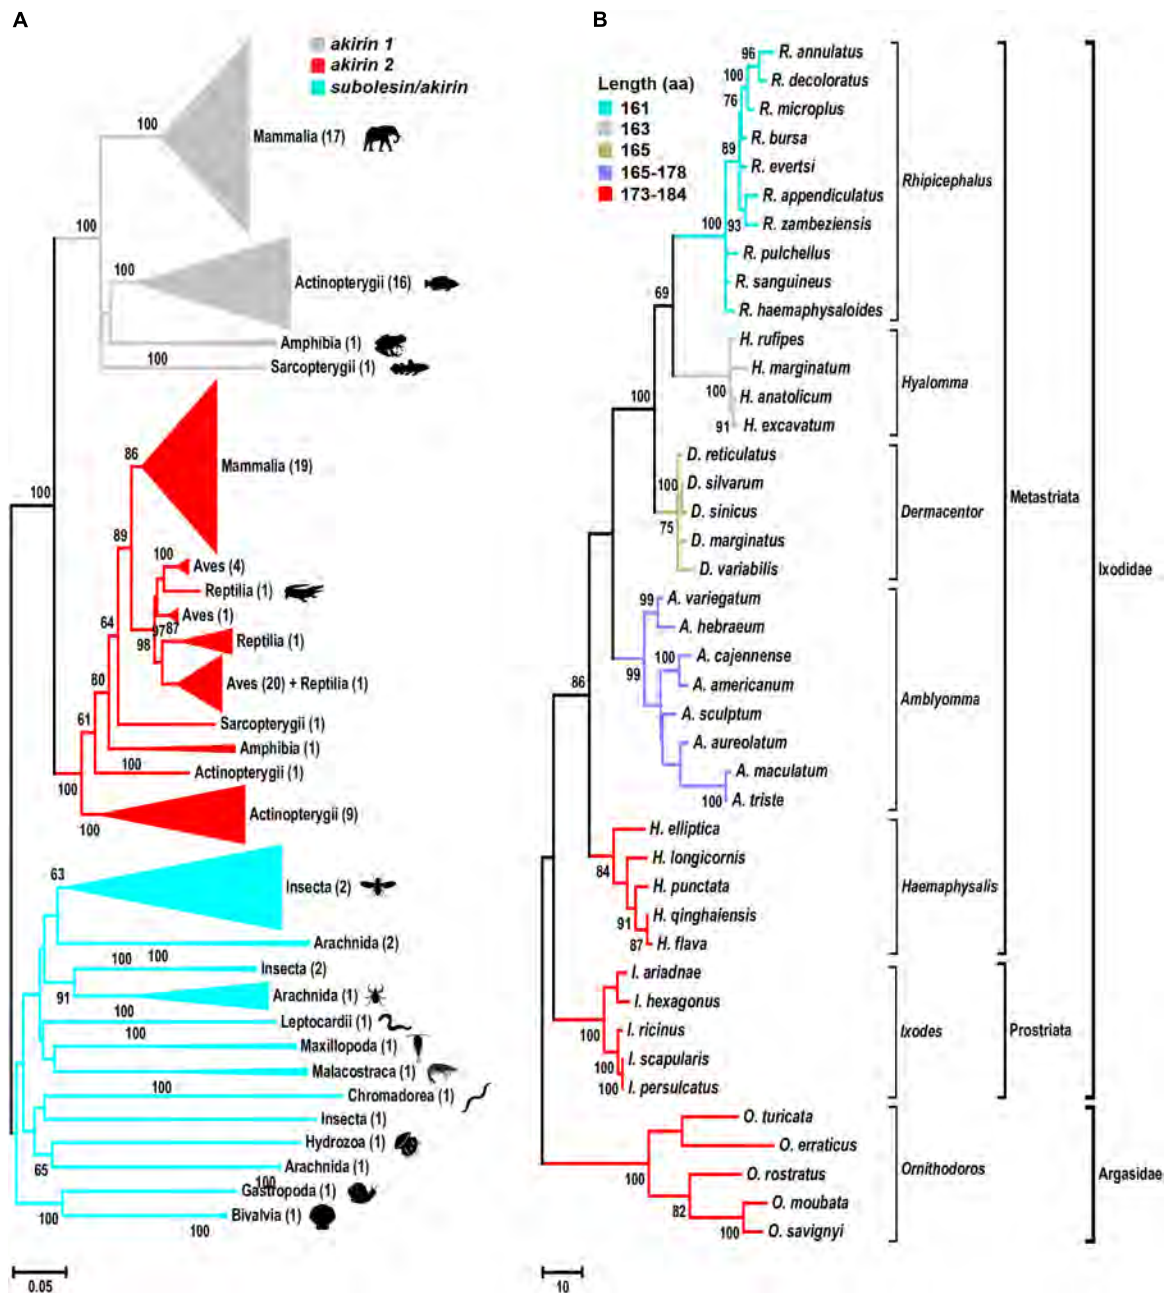 A
akirin 1
akirin 2
subolesin/akirin
100
Mammalia (17)
100
100
Actinopterygii (16)
Amphibia (1)
100
Sarcopterygii (1)
86
Mammalia (19)
100
89
100
Aves (4)
Reptilia (1)
Aves (1)
97
87
64
98
Reptilia (1)
80
Aves (20) + Reptilia (1)
61
Sarcopterygii (1)
Amphibia (1)
100
Actinopterygii (1)
100
Actinopterygii (9)
100
63
Insecta (2)
Arachnida (2)
100
100
Insecta (2)
91
Arachnida (1)
100
Leptocardii (1)
100
Maxillopoda (1)
Malacostraca (1)
100
Chromadorea (1)
Insecta (1)
Hydrozoa (1)
65
Arachnida (1)
100
Gastropoda (1)
100
Bivalvia (1)
100
0.05
B
Length (aa)
161
163
165
165-178
173-184
96
R. annulatus
100
R. decoloratus
76
R. microplus
R. bursa
89
R. evertsi
R. appendiculatus
100
93
R. zambeziensis
R. pulchellus
R. sanguineus
69
R. haemaphysaloides
H. rufipes
H. marginatum
100
H. anatolicum
91
H. excavatum
100
D. reticulatus
100
D. silvarum
D. sinicus
75
D. marginatus
D. variabilis
99
A. variegatum
A. hebraeum
100
A. cajennense
99
A. americanum
86
A. sculptum
A. aureolatum
A. maculatum
100
A. triste
H. elliptica
84
H. longicornis
H. punctata
91
H. qinghaiensis
87
H. flava
I. ariadnae
I. hexagonus
100
I. ricinus
100
I. scapularis
100
I. persulcatus
O. turicata
O. erraticus
100
O. rostratus
82
O. moubata
100
O. savignyi
10
Rhipicephalus
Hyalomma
Dermacentor
Amblyomma
Haemaphysalis
Ixodes
Ornithodoros
Metastriata
Prostriata
Ixodidae
Argasidae